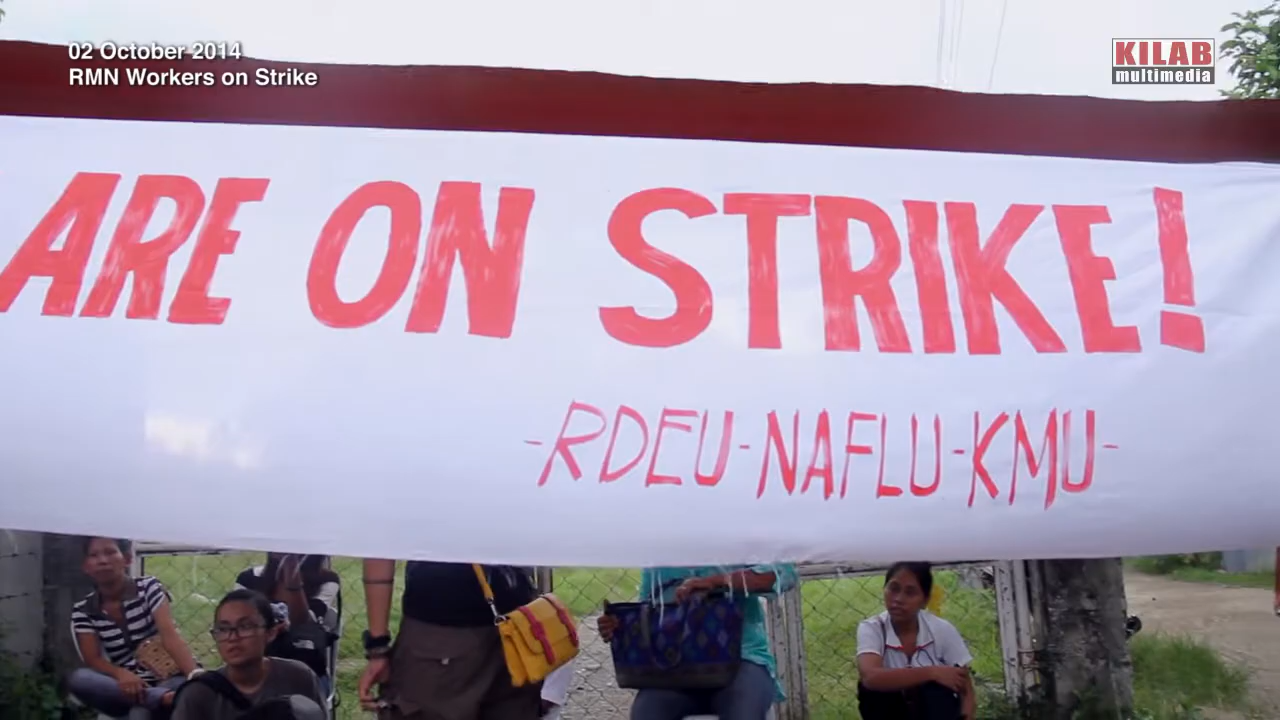 02 October 2014
RMN Workers on Strike
KILAB
multimedia
ARE ON STRIKE!
-RDEU-NAFLU-KMU-